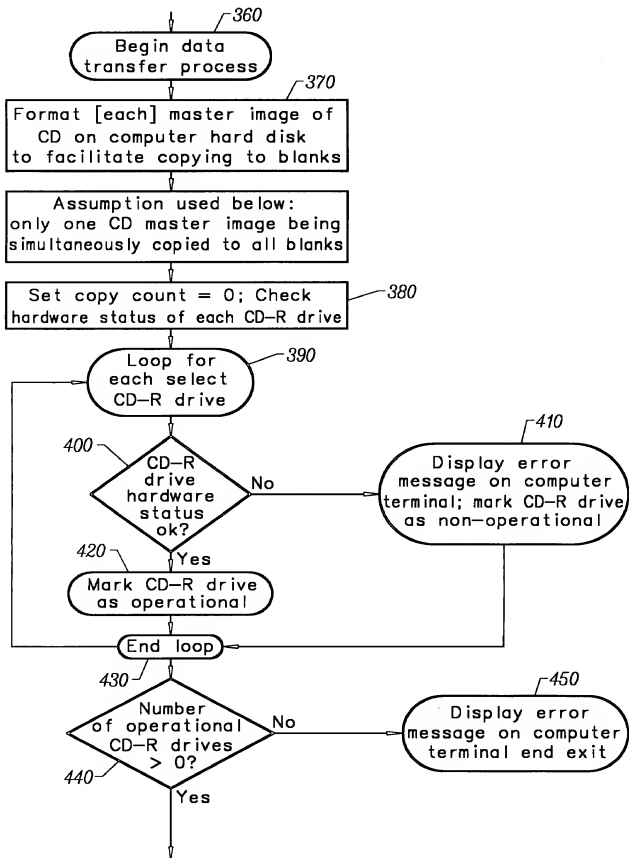 360
Begin data
transfer process
370
Format [each] master image of
CD on computer hard disk
to facilitate copying to blanks
Assumption used below:
only one CD master image being
simultaneously copied to all blanks
380
Set copy count = 0; Check
hardware status of each CD-R drive
390
Loop for
each select
CD-R drive
400
CD-R
drive
hardware
status
ok?
No
410
Display error
message on computer
terminal; mark CD-R drive
as non-operational
Yes
420
Mark CD-R drive
as operational
End loop
430
Number
of operational
CD-R drives
> 0?
440
No
450
Display error
message on computer
terminal end exit
Yes